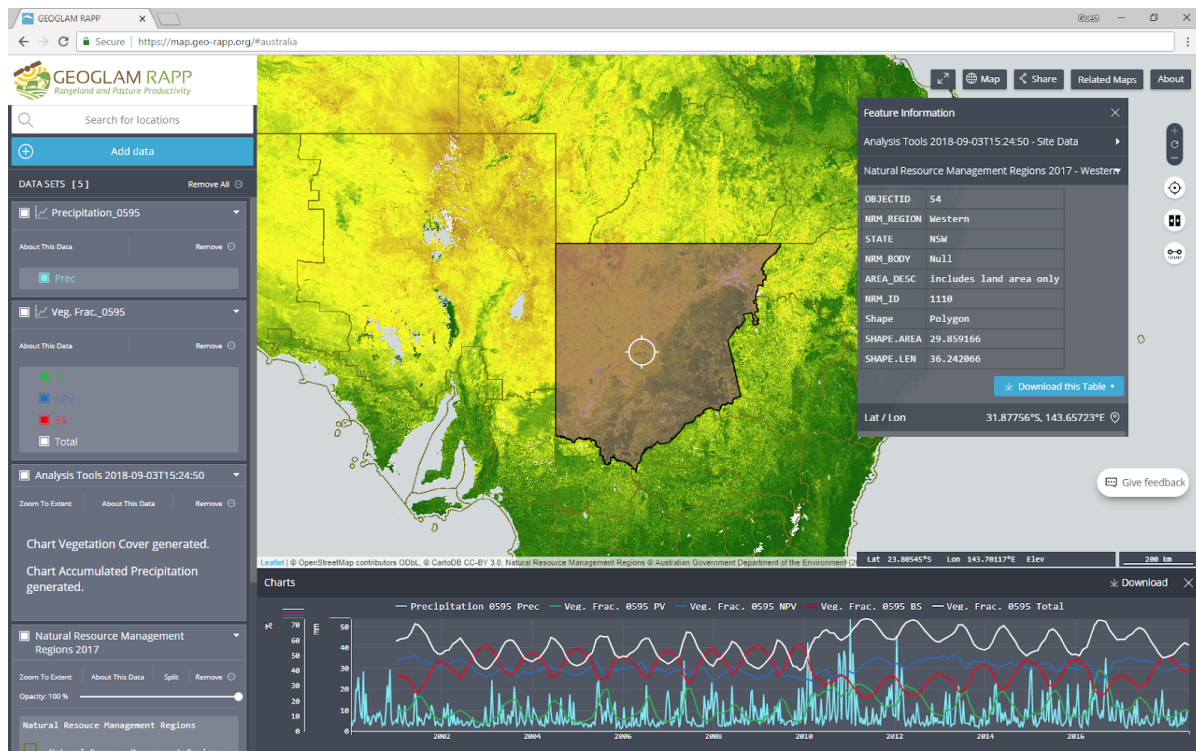 GEOGLAM RAPP
Guest
Secure | https://map.geo-rapp.org/#australia
GEOGLAM RAPP
Rangeland and Pasture Productivity
Search for locations
Add data
DATA SETS [5] Remove All
Precipitation_0595
About This Data Remove
Prec
Veg. Frac._0595
About This Data Remove
PV
NPV
BS
Total
Analysis Tools 2018-09-03T15:24:50
Zoom To Extent About This Data Remove
Chart Vegetation Cover generated.
Chart Accumulated Precipitation
generated.
Natural Resource Management
Regions 2017
Zoom To Extent About This Data Split Remove
Opacity: 100 %
Natural Resouce Management Regions
Map Share Related Maps About
Feature Information
Analysis Tools 2018-09-03T15:24:50 - Site Data
Natural Resource Management Regions 2017 - Western
OBJECTID 54
NRM_REGION Western
STATE NSW
NRM_BODY Null
AREA_DESC includes land area only
NRM_ID 1110
Shape Polygon
SHAPE.AREA 29.859166
SHAPE.LEN 36.242066
Download this Table
Lat / Lon 31.87756°S, 143.65723°E
Give feedback
Leaflet | © OpenStreetMap contributors ODbL, © CartoDB CC-BY 3.0, Natural Resource Management Regions © Australian Government Department of the Environment
Lat 23.80545°S Lon 143.70117°E Elev
200 km
Charts
Download
Precipitation 0595 Prec Veg. Frac. 0595 PV Veg. Frac. 0595 NPV Veg. Frac. 0595 BS Veg. Frac. 0595 Total
%
70
60
50
40
30
20
10
0
mm
50
40
30
20
10
0
2002 2004 2006 2008 2010 2012 2014 2016